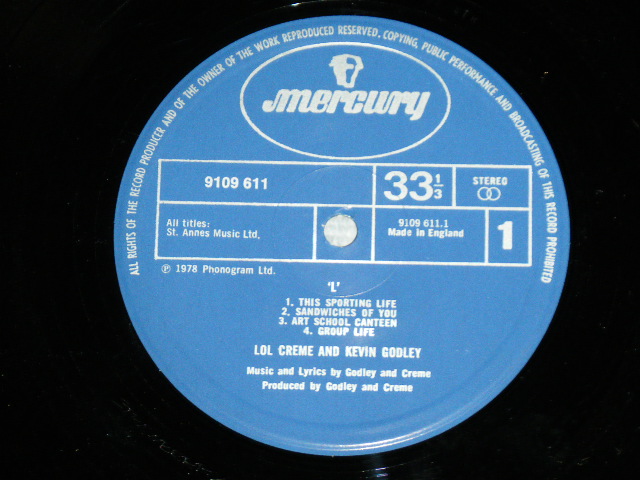 ALL RIGHTS OF THE RECORD PRODUCER AND OF THE OWNER OF THE WORK REPRODUCED RESERVED. COPYING, PUBLIC PERFORMANCE AND BROADCASTING OF THIS RECORD PROHIBITED
mercury
9109 611
33 1/3
STEREO
All titles:
St. Annes Music Ltd,
9109 611.1
Made in England
1
℗ 1978 Phonogram Ltd.
'L'
1. THIS SPORTING LIFE
2. SANDWICHES OF YOU
3. ART SCHOOL CANTEEN
4. GROUP LIFE
LOL CREME AND KEVIN GODLEY
Music and Lyrics by Godley and Creme
Produced by Godley and Creme